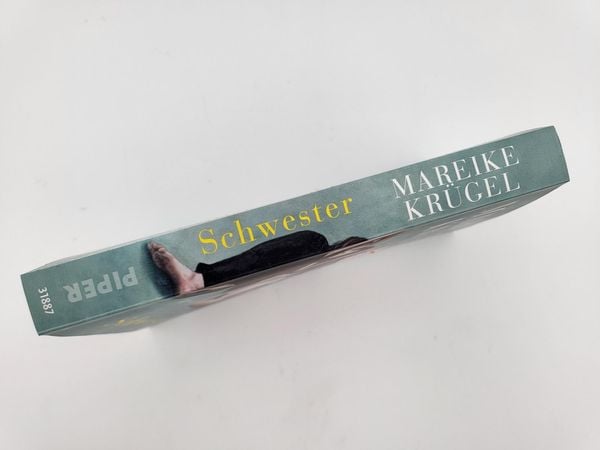 MAREIKE
KRÜGEL
Schwester
PIPER
31887